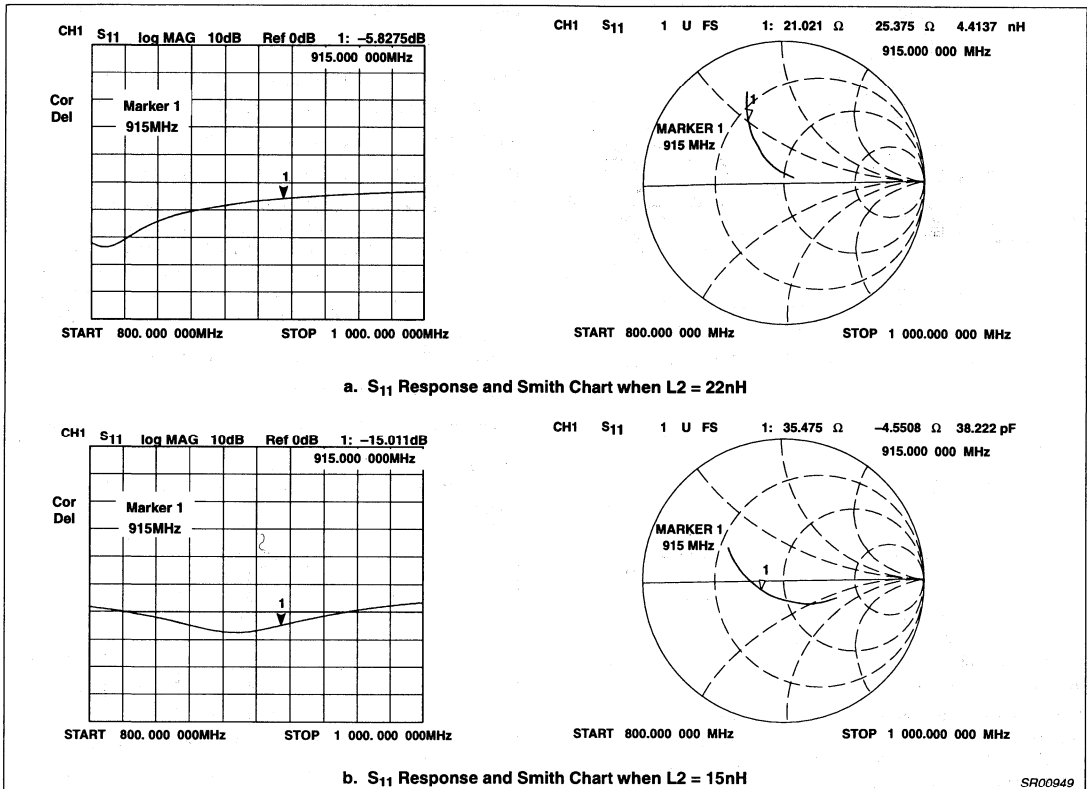 CH1 S11 log MAG 10dB Ref 0dB 1: –5.8275dB
915.000 000MHz
Cor
Del
Marker 1
915MHz
1
START 800.000 000MHz STOP 1 000. 000 000MHz
CH1 S11 1 U FS 1: 21.021 Ω 25.375 Ω 4.4137 nH
915.000 000 MHz
1
MARKER 1
915 MHz
START 800.000 000 MHz STOP 1 000.000 000 MHz
a. S11 Response and Smith Chart when L2 = 22nH
CH1 S11 log MAG 10dB Ref 0dB 1: –15.011dB
915.000 000MHz
Cor
Del
Marker 1
915MHz
1
START 800. 000 000MHz STOP 1 000. 000 000MHz
CH1 S11 1 U FS 1: 35.475 Ω –4.5508 Ω 38.222 pF
915.000 000 MHz
MARKER 1
915 MHz
1
START 800.000 000 MHz STOP 1 000.000 000 MHz
b. S11 Response and Smith Chart when L2 = 15nH
SR00949